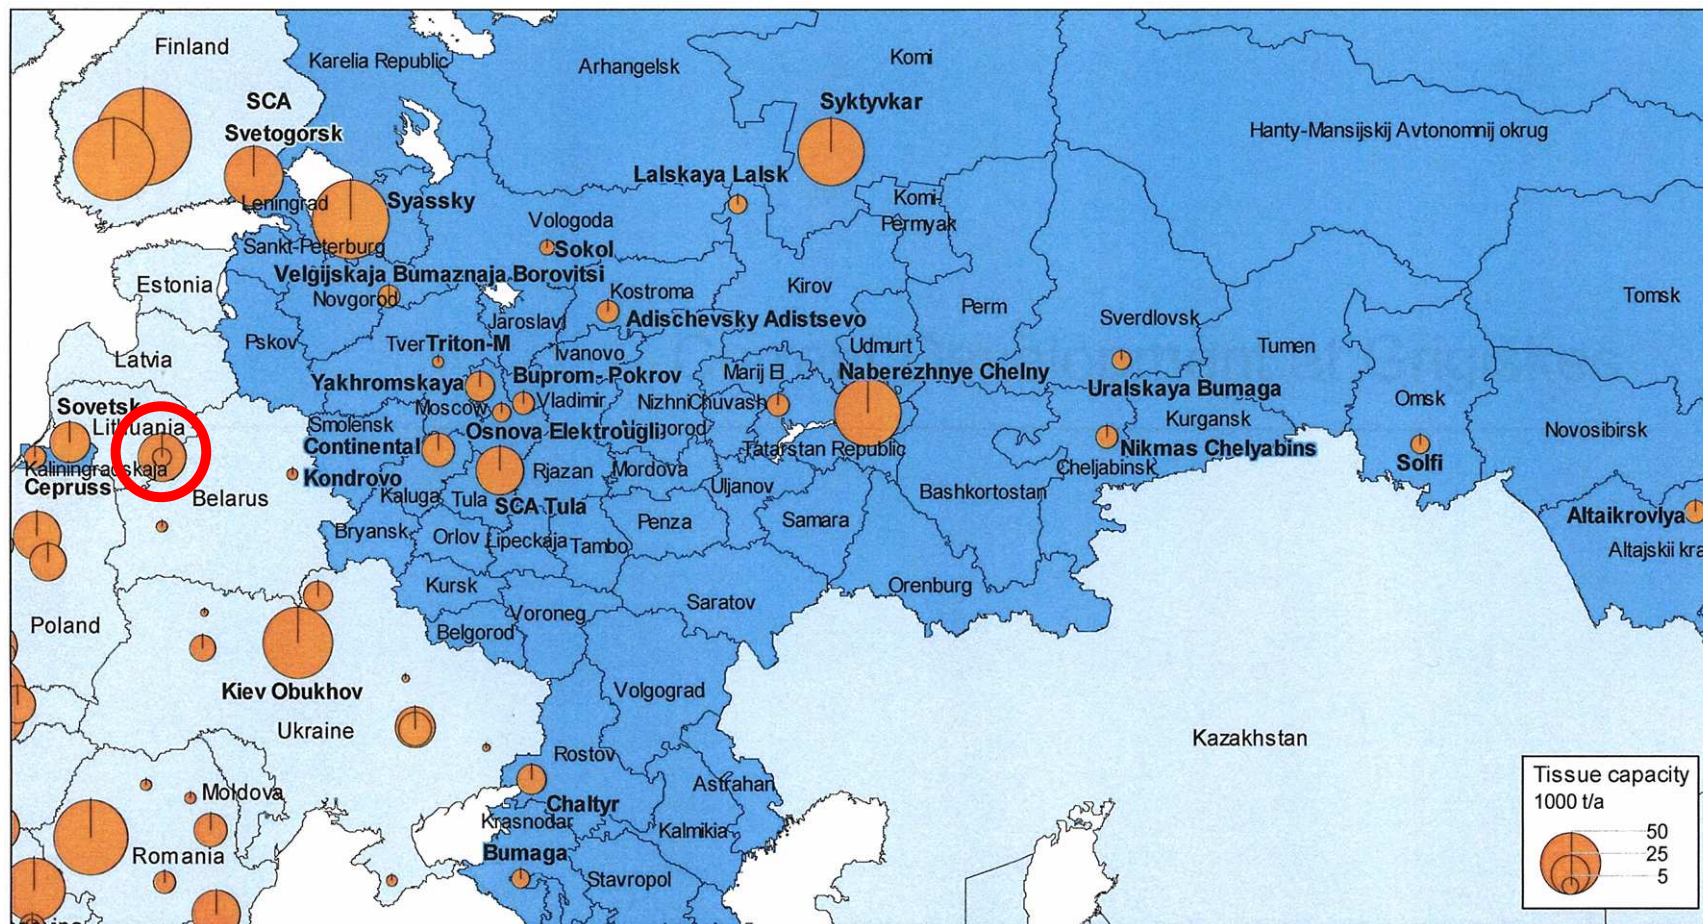 Finland
Karelia Republic
Arhangelsk
Komi
SCA
Svetogorsk
Syktyvkar
Hanty-Mansijskij Avtonomnij okrug
Lalskaya Lalsk
Leningrad
Syassky
Komi-
Permyak
Vologoda
Sankt-Peterburg
Sokol
Velgijskaja Bumaznaja Borovitsi
Estonia
Novgorod
Kostroma
Kirov
Tomsk
Perm
Adischevsky Adistsevo
Jaroslavl
Sverdlovsk
Pskov
Tver Triton-M
Udmurt
Tumen
Latvia
Ivanovo
Marij El
Yakhromskaya
Buprom-Pokrov
Naberezhnye Chelny
Uralskaya Bumaga
Sovetsk
Moscow
Vladimir
Nizhni
Chuvash
Omsk
Lithuania
Smolensk
Osnova Elektrougli
gorod
Kurgansk
Novosibirsk
Continental
Tatarstan Republic
Nikmas Chelyabins
Kaliningradskaja
Cepruss
Kondrovo
Rjazan
Mordova
Cheljabinsk
Solfi
Belarus
Kaluga
Tula
SCA Tula
Uljanov
Bashkortostan
Bryansk
Orlov
Lipeckaja
Tambo
Penza
Samara
Altaikrovlya
Altajskii kra
Kursk
Orenburg
Poland
Voroneg
Saratov
Belgorod
Kiev Obukhov
Volgograd
Ukraine
Kazakhstan
Rostov
Astrahan
Moldova
Chaltyr
Krasnodar
Kalmikia
Romania
Bumaga
Stavropol
Tissue capacity
1000 t/a
50
25
5